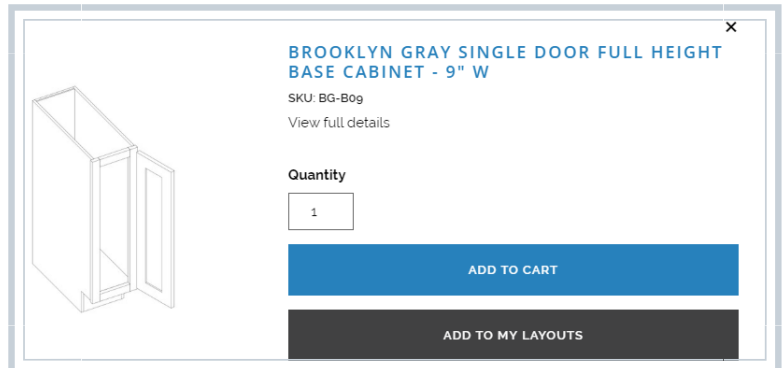 ×
BROOKLYN GRAY SINGLE DOOR FULL HEIGHT
BASE CABINET - 9" W
SKU: BG-B09
View full details
Quantity
1
ADD TO CART
ADD TO MY LAYOUTS